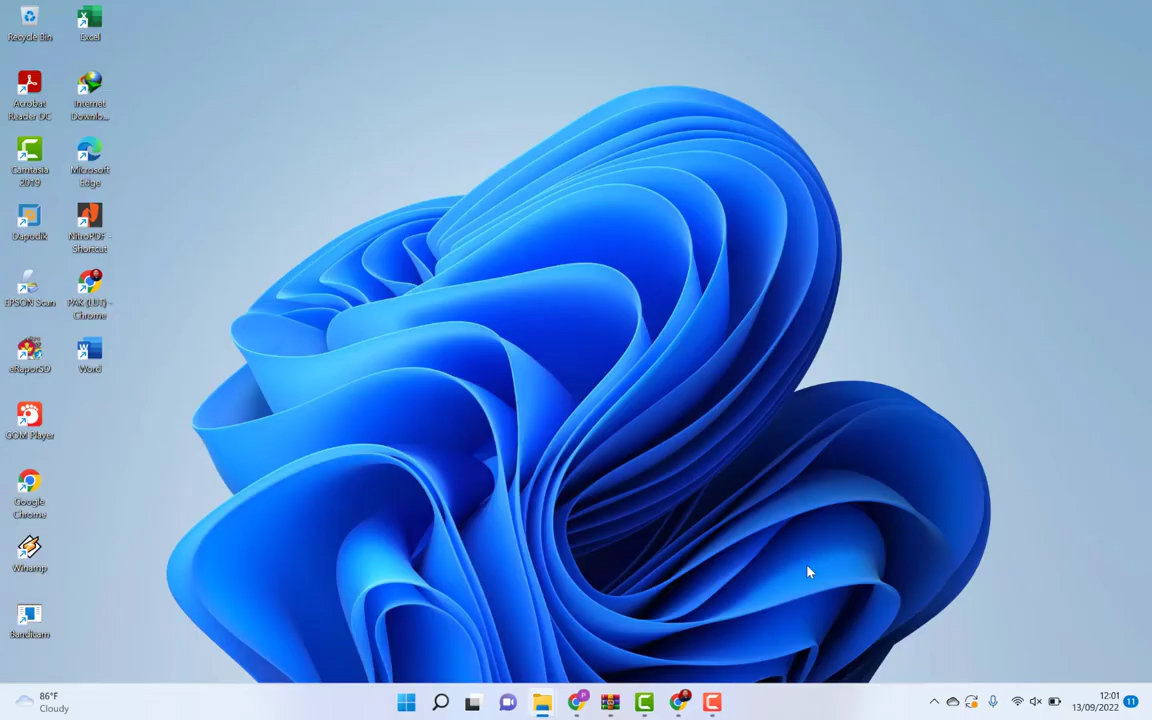 Recycle Bin
Excel
Acrobat
Reader DC
Internet
Downlo...
Camtasia
2019
Microsoft
Edge
Dapodik
NitroPDF -
Shortcut
EPSON Scan
PAK (LUT) -
Chrome
eRaporSD
Word
GOM Player
Google
Chrome
Winamp
Bandicam
86°F
Cloudy
12:01
13/09/2022
11